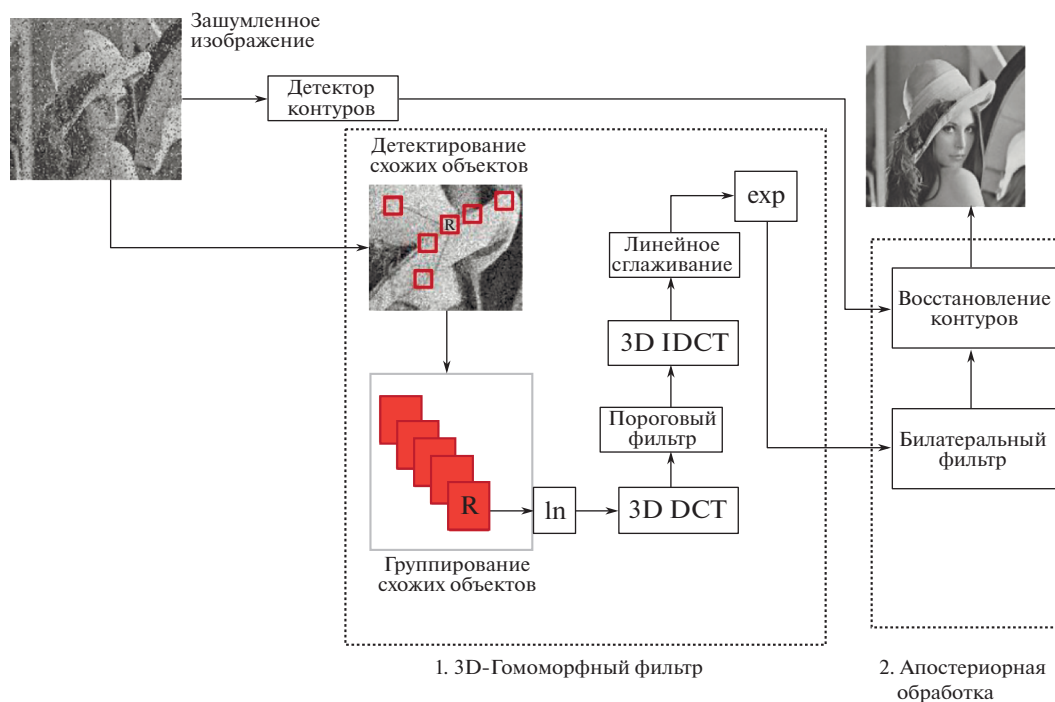 Зашумленное
изображение
Детектор
контуров
Детектирование
схожих объектов
R
exp
Линейное
сглаживание
3D IDCT
Пороговый
фильтр
R
ln
3D DCT
Группирование
схожих объектов
1. 3D-Гомоморфный фильтр
Восстановление
контуров
Билатеральный
фильтр
2. Апостериорная
обработка